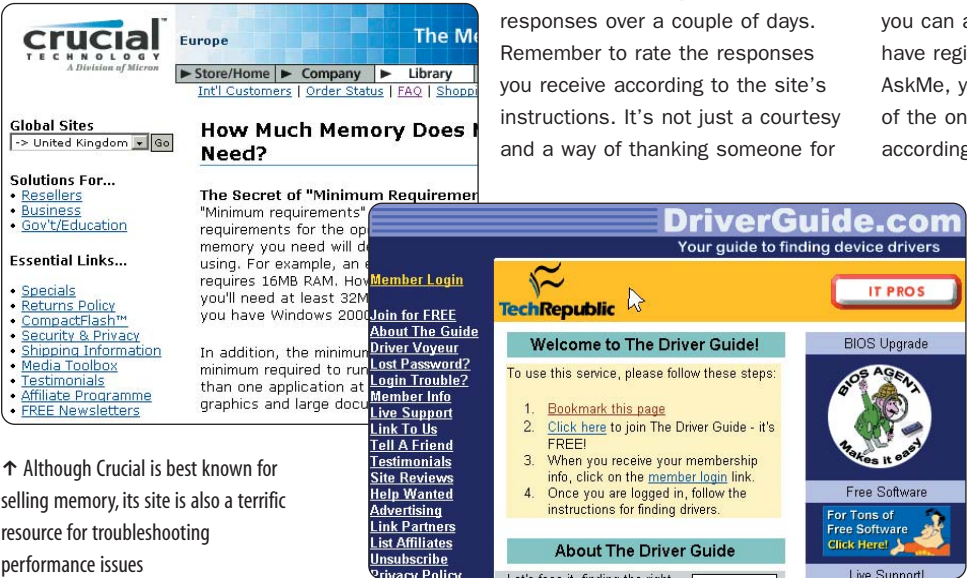 crucial
TECHNOLOGY
A Division of Micron
Europe
The Me
Store/Home Company Library
Int'l Customers | Order Status | FAQ | Shoppi
Global Sites
-> United Kingdom Go
Solutions For...
• Resellers
• Business
• Gov't/Education
Essential Links...
• Specials
• Returns Policy
• CompactFlash™
• Security & Privacy
• Shipping Information
• Media Toolbox
• Testimonials
• Affiliate Programme
• FREE Newsletters
How Much Memory Does
Need?
The Secret of "Minimum Requiremen
"Minimum requirements"
requirements for the op
memory you need will d
using. For example, an e
requires 16MB RAM. How
you'll need at least 32M
you have Windows 2000
In addition, the minimum
minimum required to run
than one application at
graphics and large docu
↑ Although Crucial is best known for
selling memory, its site is also a terrific
resource for troubleshooting
performance issues
responses over a couple of days.
Remember to rate the responses
you receive according to the site's
instructions. It's not just a courtesy
and a way of thanking someone for
you can a
have regi
AskMe, y
of the on
according
DriverGuide.com
Your guide to finding device drivers
Member Login
Join for FREE
About The Guide
Driver Voyeur
Lost Password?
Login Trouble?
Member Info
Live Support
Link To Us
Tell A Friend
Testimonials
Site Reviews
Help Wanted
Advertising
Link Partners
List Affiliates
Unsubscribe
Privacy Policy
TechRepublic
IT PROS
Welcome to The Driver Guide!
To use this service, please follow these steps:
1. Bookmark this page
2. Click here to join The Driver Guide - it's
FREE!
3. When you receive your membership
info, click on the member login link.
4. Once you are logged in, follow the
instructions for finding drivers.
About The Driver Guide
Let's face it, finding the right
BIOS Upgrade
BIOS AGENT
Makes it easy
Free Software
For Tons of
Free Software
Click Here!
Live Support!